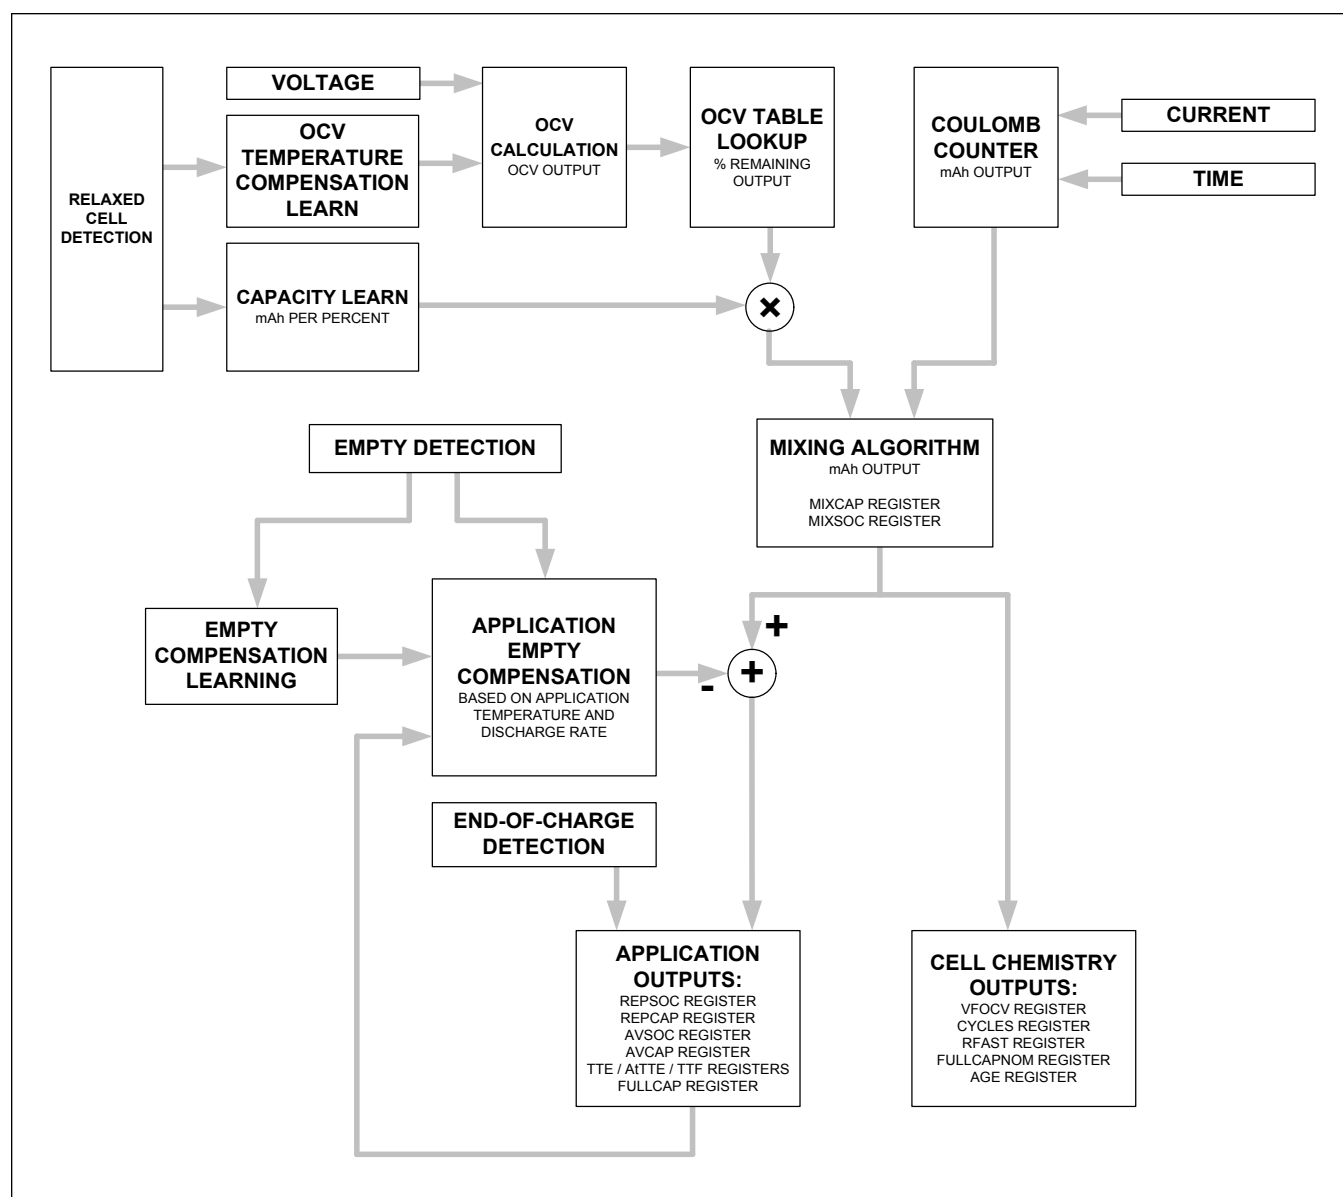 VOLTAGE
OCV
TEMPERATURE
COMPENSATION
LEARN
RELAXED
CELL
DETECTION
CAPACITY LEARN
mAh PER PERCENT
OCV
CALCULATION
OCV OUTPUT
OCV TABLE
LOOKUP
% REMAINING
OUTPUT
COULOMB
COUNTER
mAh OUTPUT
CURRENT
TIME
×
EMPTY DETECTION
MIXING ALGORITHM
mAh OUTPUT
MIXCAP REGISTER
MIXSOC REGISTER
EMPTY
COMPENSATION
LEARNING
APPLICATION
EMPTY
COMPENSATION
BASED ON APPLICATION
TEMPERATURE AND
DISCHARGE RATE
+
+
-
END-OF-CHARGE
DETECTION
APPLICATION
OUTPUTS:
REPSOC REGISTER
REPCAP REGISTER
AVSOC REGISTER
AVCAP REGISTER
TTE / AtTTE / TTF REGISTERS
FULLCAP REGISTER
CELL CHEMISTRY
OUTPUTS:
VFOCV REGISTER
CYCLES REGISTER
RFAST REGISTER
FULLCAPNOM REGISTER
AGE REGISTER